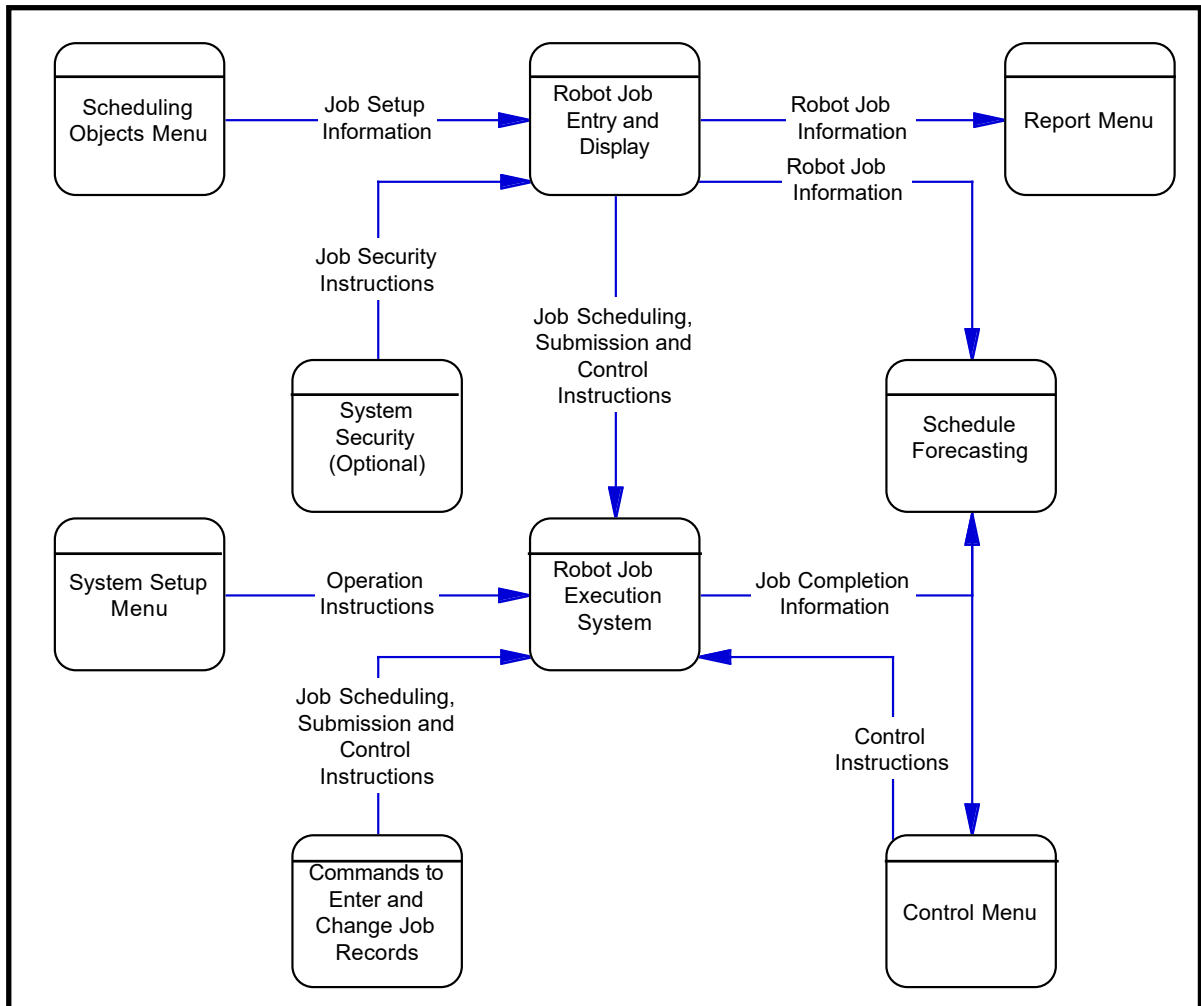 Scheduling
Objects Menu
Job Setup
Information
Robot Job
Entry and
Display
Robot Job
Information
Report Menu
Robot Job
Information
Job Security
Instructions
Job Scheduling,
Submission and
Control
Instructions
System
Security
(Optional)
Schedule
Forecasting
System Setup
Menu
Operation
Instructions
Robot Job
Execution
System
Job Completion
Information
Job Scheduling,
Submission and
Control
Instructions
Control
Instructions
Commands to
Enter and
Change Job
Records
Control Menu